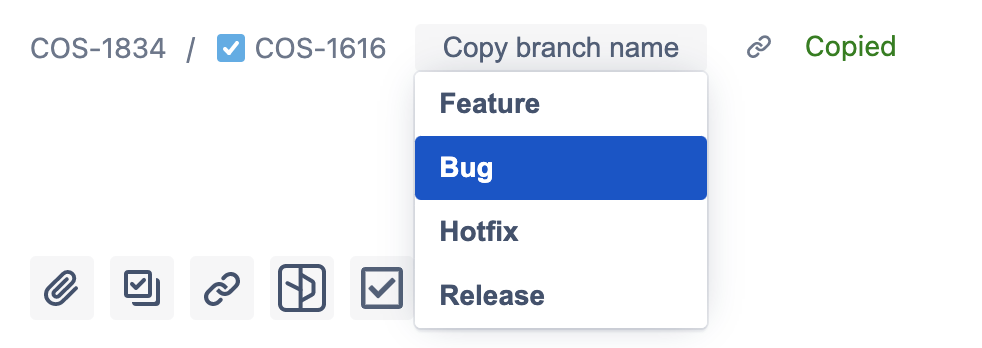 COS-1834 / COS-1616 Copy branch name Copied
Feature
Bug
Hotfix
Release